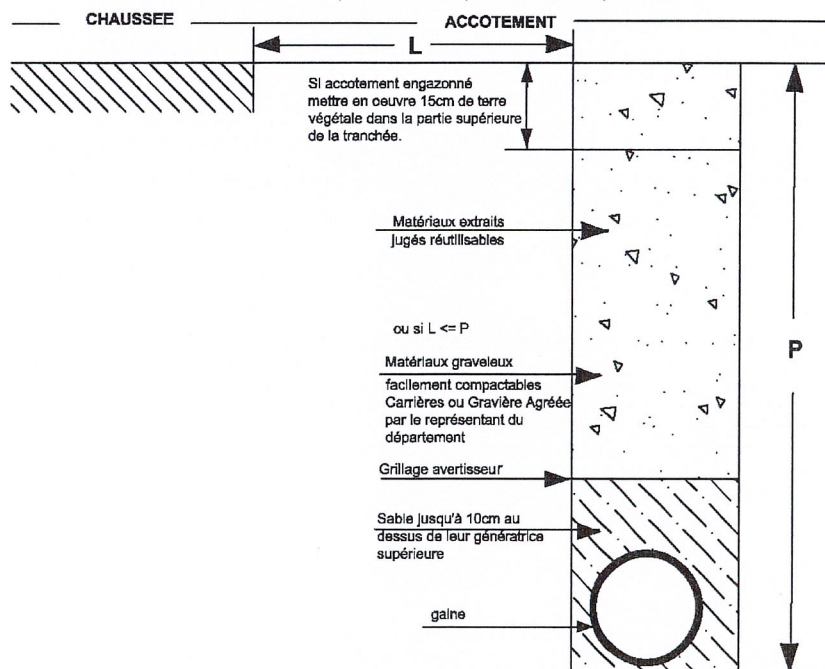 CHAUSSEE
ACCOTEMENT
L
Si accotement engazonné
mettre en oeuvre 15cm de terre
végétale dans la partie supérieure
de la tranchée.
Matériaux extraits
jugés réutilisables
ou si L <= P
P
Matériaux graveleux
facilement compactables
Carrières ou Gravière Agréée
par le représentant du
département
Grillage avertisseur
Sable jusqu'à 10cm au
dessus de leur génératrice
supérieure
gaine